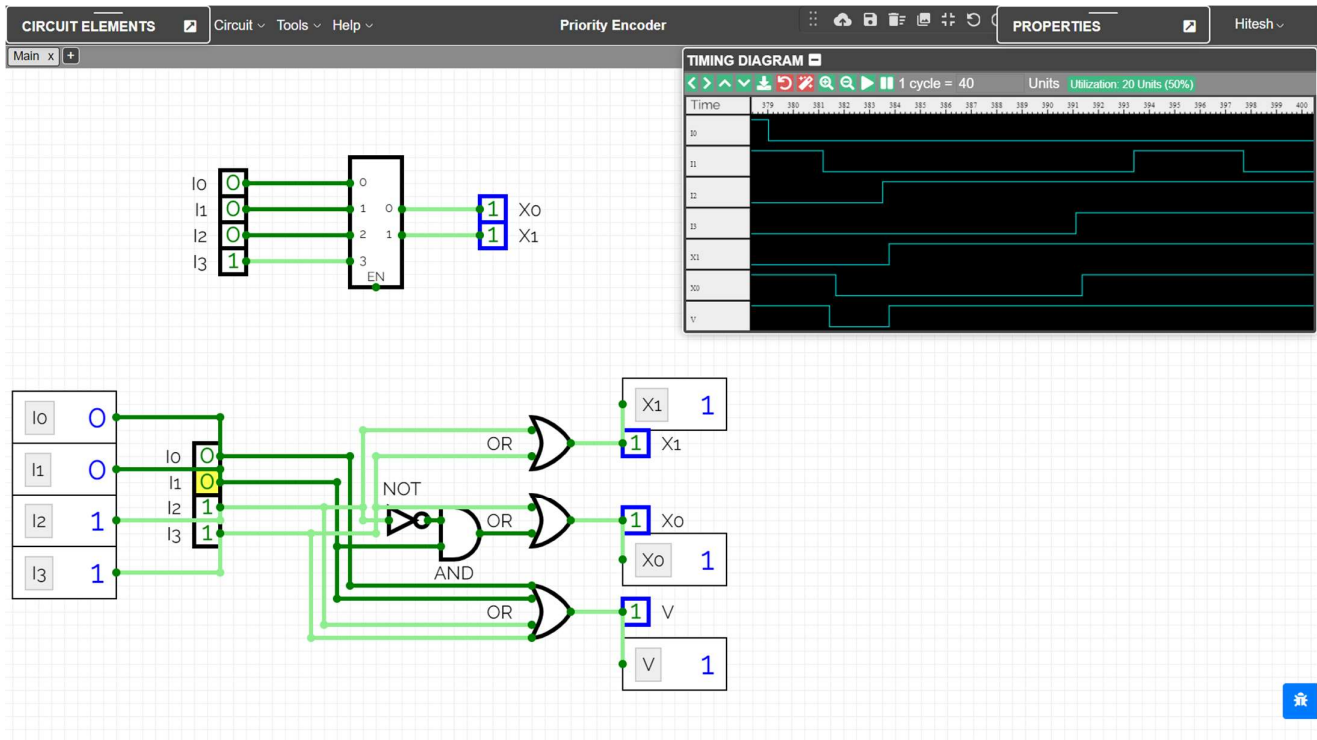 CIRCUIT ELEMENTS Circuit Tools Help Priority Encoder PROPERTIES Hitesh
Main x +
TIMING DIAGRAM
1 cycle = 40 Units Utilization: 20 Units (50%)
Time 379 380 381 382 383 384 385 386 387 388 389 390 391 392 393 394 395 396 397 398 399 400
I0
I1
I2
I3
X1
X0
V
I0 0 0
I1 0 1 0 1 X0
I2 0 2 1 1 X1
I3 1 3
EN
I0 0
I1 0
I2 1
I3 1
I0 0
I1 0
I2 1
I3 1
NOT
AND
OR
OR
OR
X1 1
1 X1
1 X0
X0 1
1 V
V 1